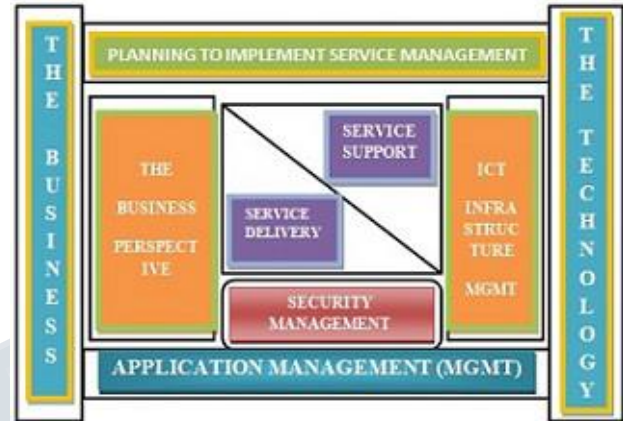 THE BUSINESS
PLANNING TO IMPLEMENT SERVICE MANAGEMENT
THE
BUSINESS
PERSPECT
IVE
SERVICE
SUPPORT
SERVICE
DELIVERY
SECURITY
MANAGEMENT
ICT
INFRA
STRUC
TURE
MGMT
APPLICATION MANAGEMENT (MGMT)
THE TECHNOLOGY